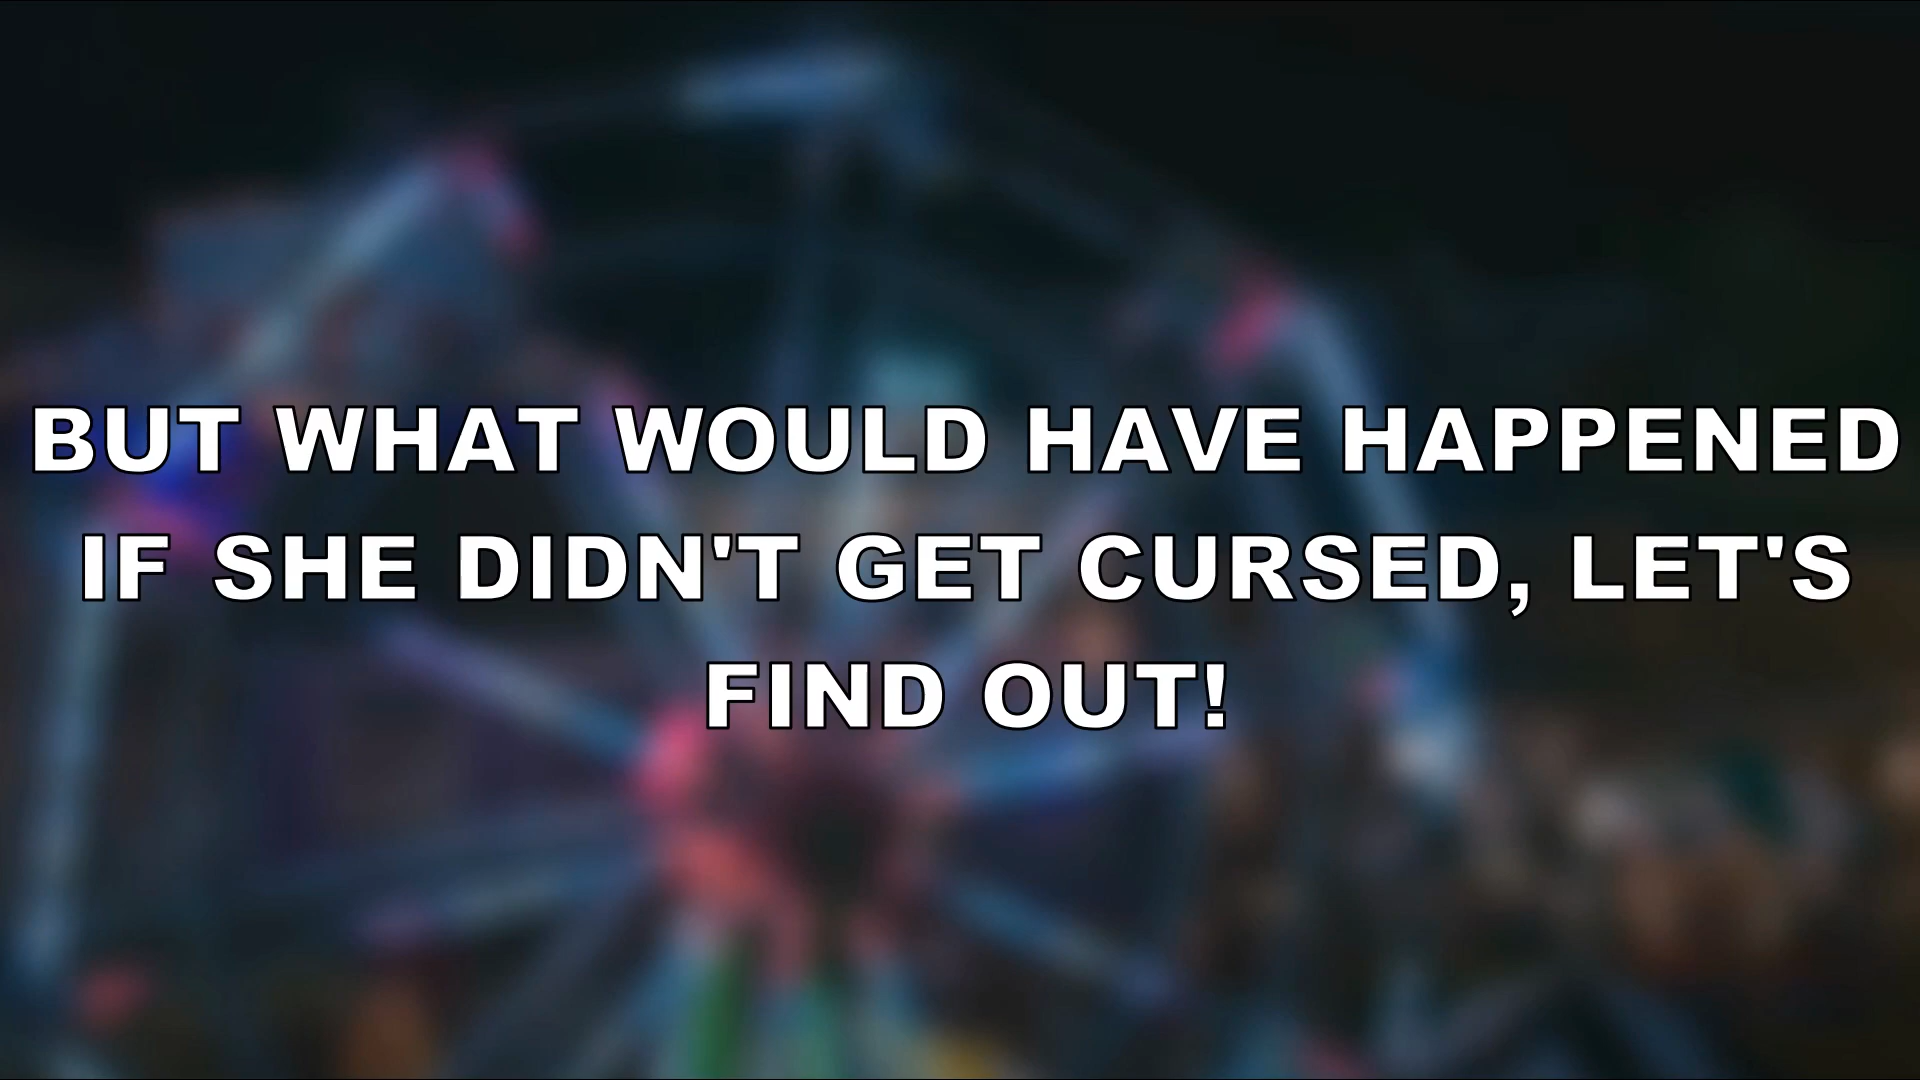 BUT WHAT WOULD HAVE HAPPENED
IF SHE DIDN'T GET CURSED, LET'S
FIND OUT!